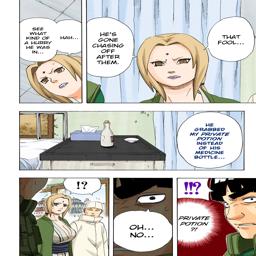 THAT
FOOL...
HE'S
GONE
CHASING
OFF
AFTER
THEM.
HAH...
SEE
WHAT
KIND OF
A HURRY
HE WAS
IN...
HE
GRABBED
MY PRIVATE
POTION
INSTEAD
OF HIS
MEDICINE
BOTTLE...
!!?
PRIVATE
POTION
?!
OH...
NO...
!?